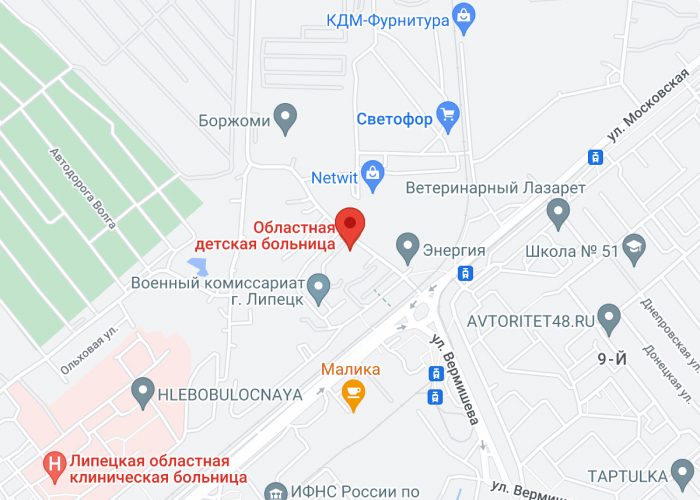 КДМ-Фурнитура
ул. Московская
Боржоми
Светофор
Автодорога Волга
Netwit
Ветеринарный Лазарет
Областная
детская больница
Энергия
Школа № 51
Военный комиссариат
г. Липецк
Днепровская ул.
AVTORITET48.RU
Ольховая ул.
ул. Вермишева
Донецкая ул.
9-Й
Малика
HLEBOBULOCNAYA
H
Липецкая областная
клиническая больница
TAPTULKA
ИФНС России по
ул. Вермиш